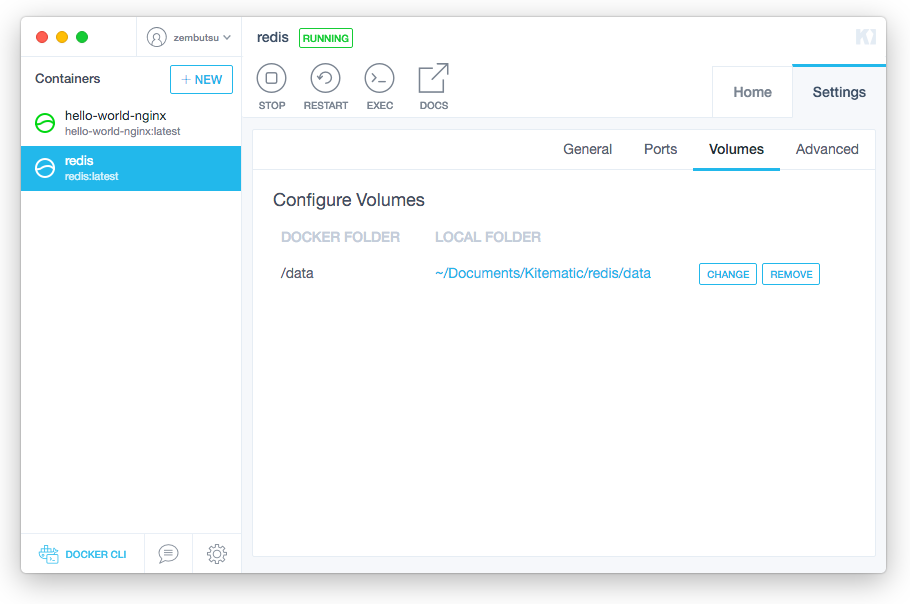 zembutsu
redis RUNNING
Containers
+ NEW
STOP RESTART EXEC DOCS
Home Settings
hello-world-nginx
hello-world-nginx:latest
redis
redis:latest
General Ports Volumes Advanced
Configure Volumes
DOCKER FOLDER LOCAL FOLDER
/data ~/Documents/Kitematic/redis/data CHANGE REMOVE
DOCKER CLI